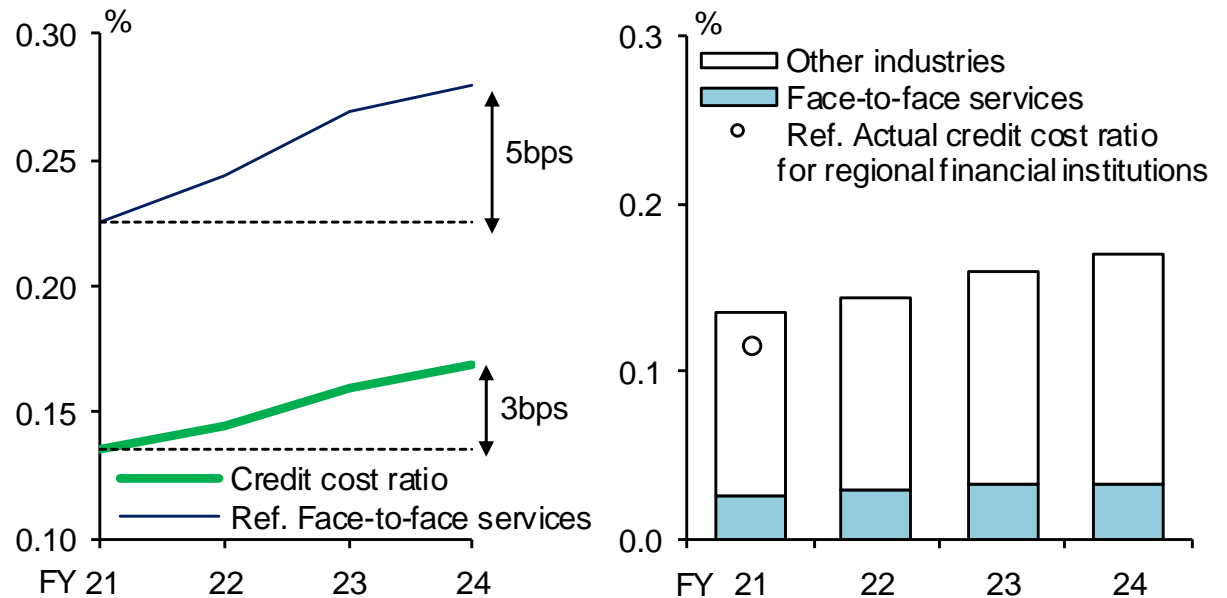 %
0.30
0.25
0.20
0.15
0.10
5bps
3bps
Credit cost ratio
Ref. Face-to-face services
FY 21 22 23 24
%
0.3
0.2
0.1
0.0
Other industries
Face-to-face services
Ref. Actual credit cost ratio
for regional financial institutions
FY 21 22 23 24